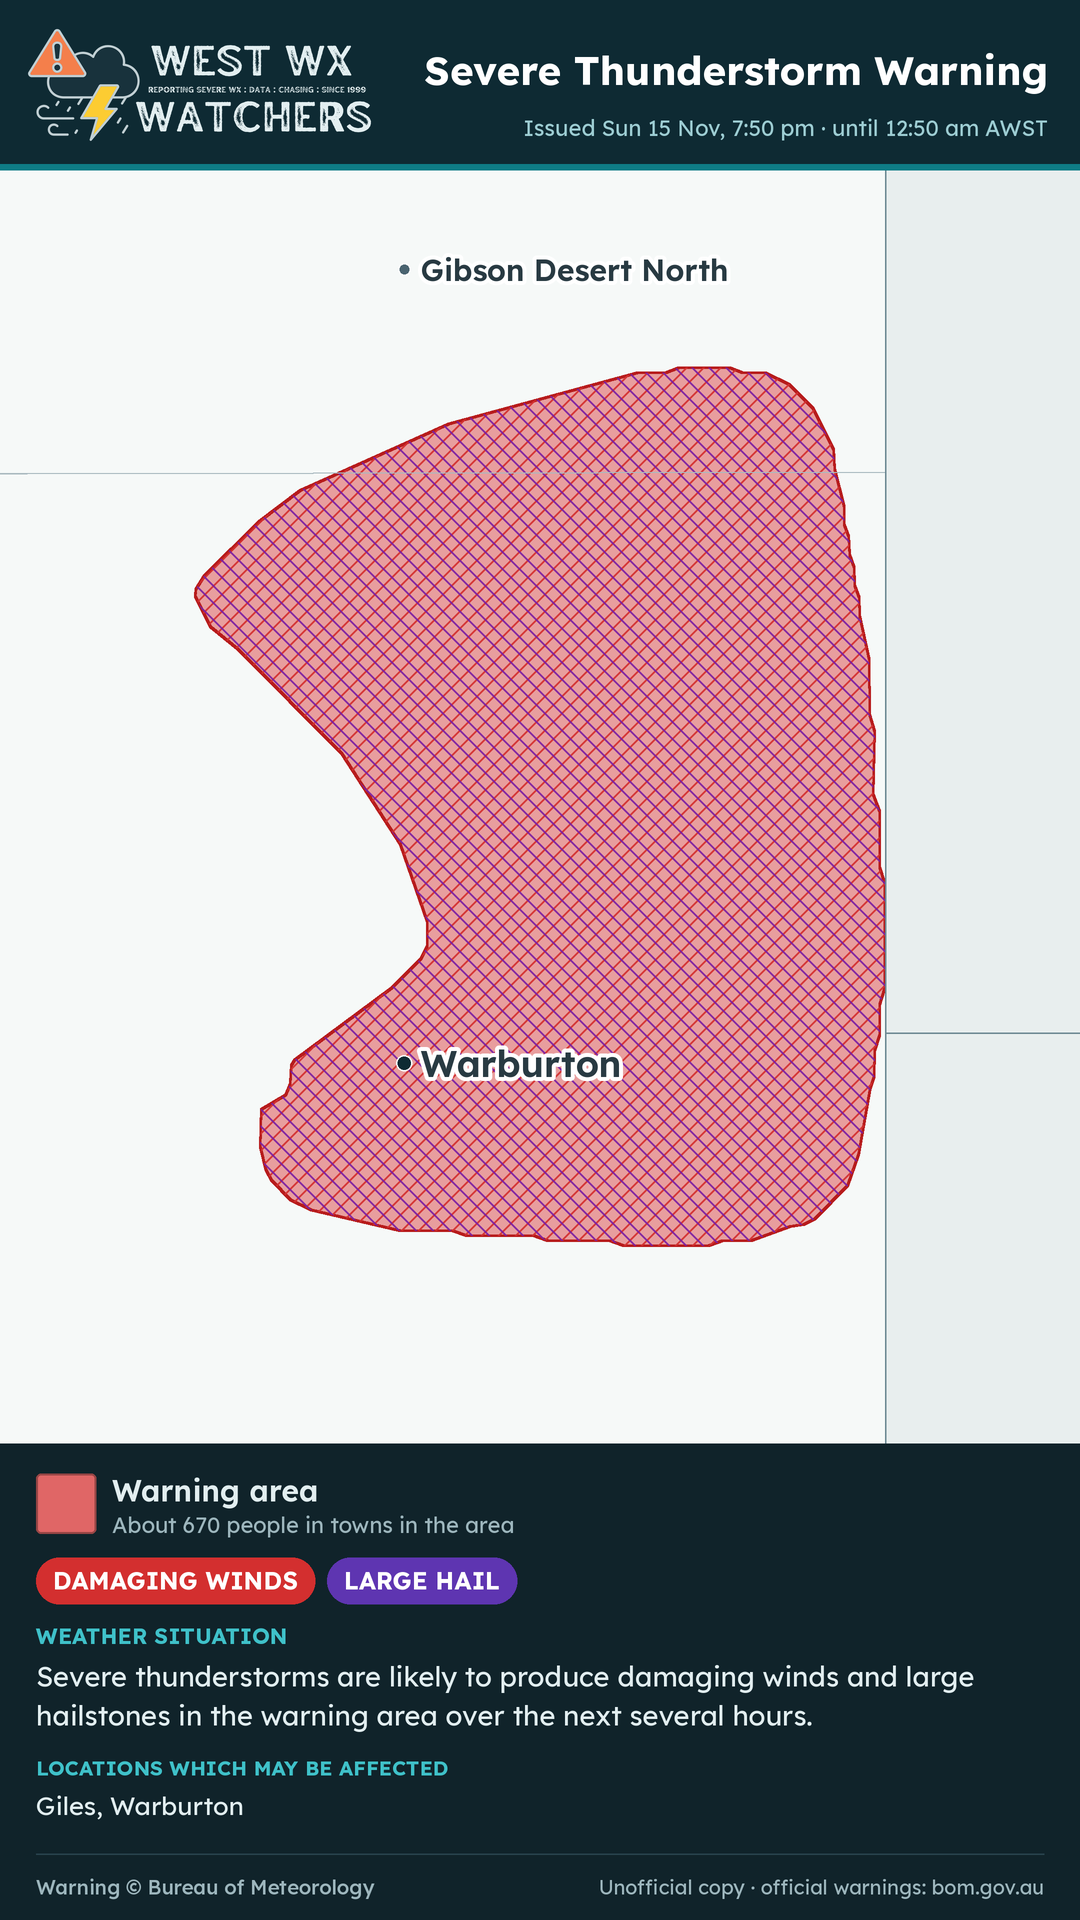 WEST WX
REPORTING SEVERE WX : DATA : CHASING : SINCE 1999
WATCHERS
Severe Thunderstorm Warning
Issued Sun 15 Nov, 7:50 pm · until 12:50 am AWST
Gibson Desert North
Warburton
Warning area
About 670 people in towns in the area
DAMAGING WINDS
LARGE HAIL
WEATHER SITUATION
Severe thunderstorms are likely to produce damaging winds and large
hailstones in the warning area over the next several hours.
LOCATIONS WHICH MAY BE AFFECTED
Giles, Warburton
Warning © Bureau of Meteorology
Unofficial copy · official warnings: bom.gov.au